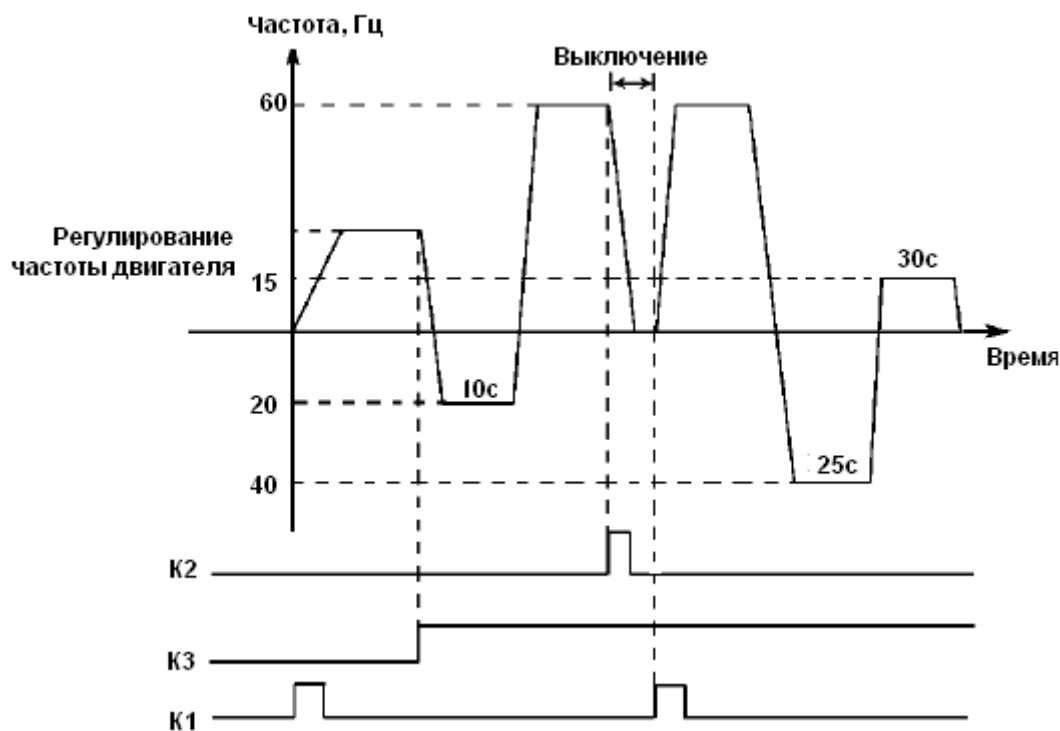 Частота, Гц
Выключение
60
Регулирование
частоты двигателя
15
30с
Время
20
10с
40
25с
К2
К3
К1